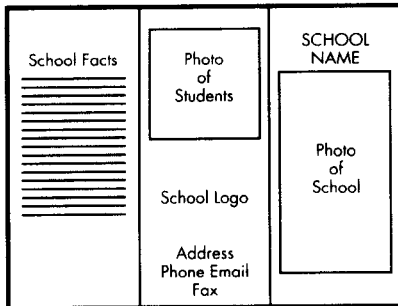 School Facts
Photo
of
Students
School Logo
Address
Phone Email
Fax
SCHOOL
NAME
Photo
of
School